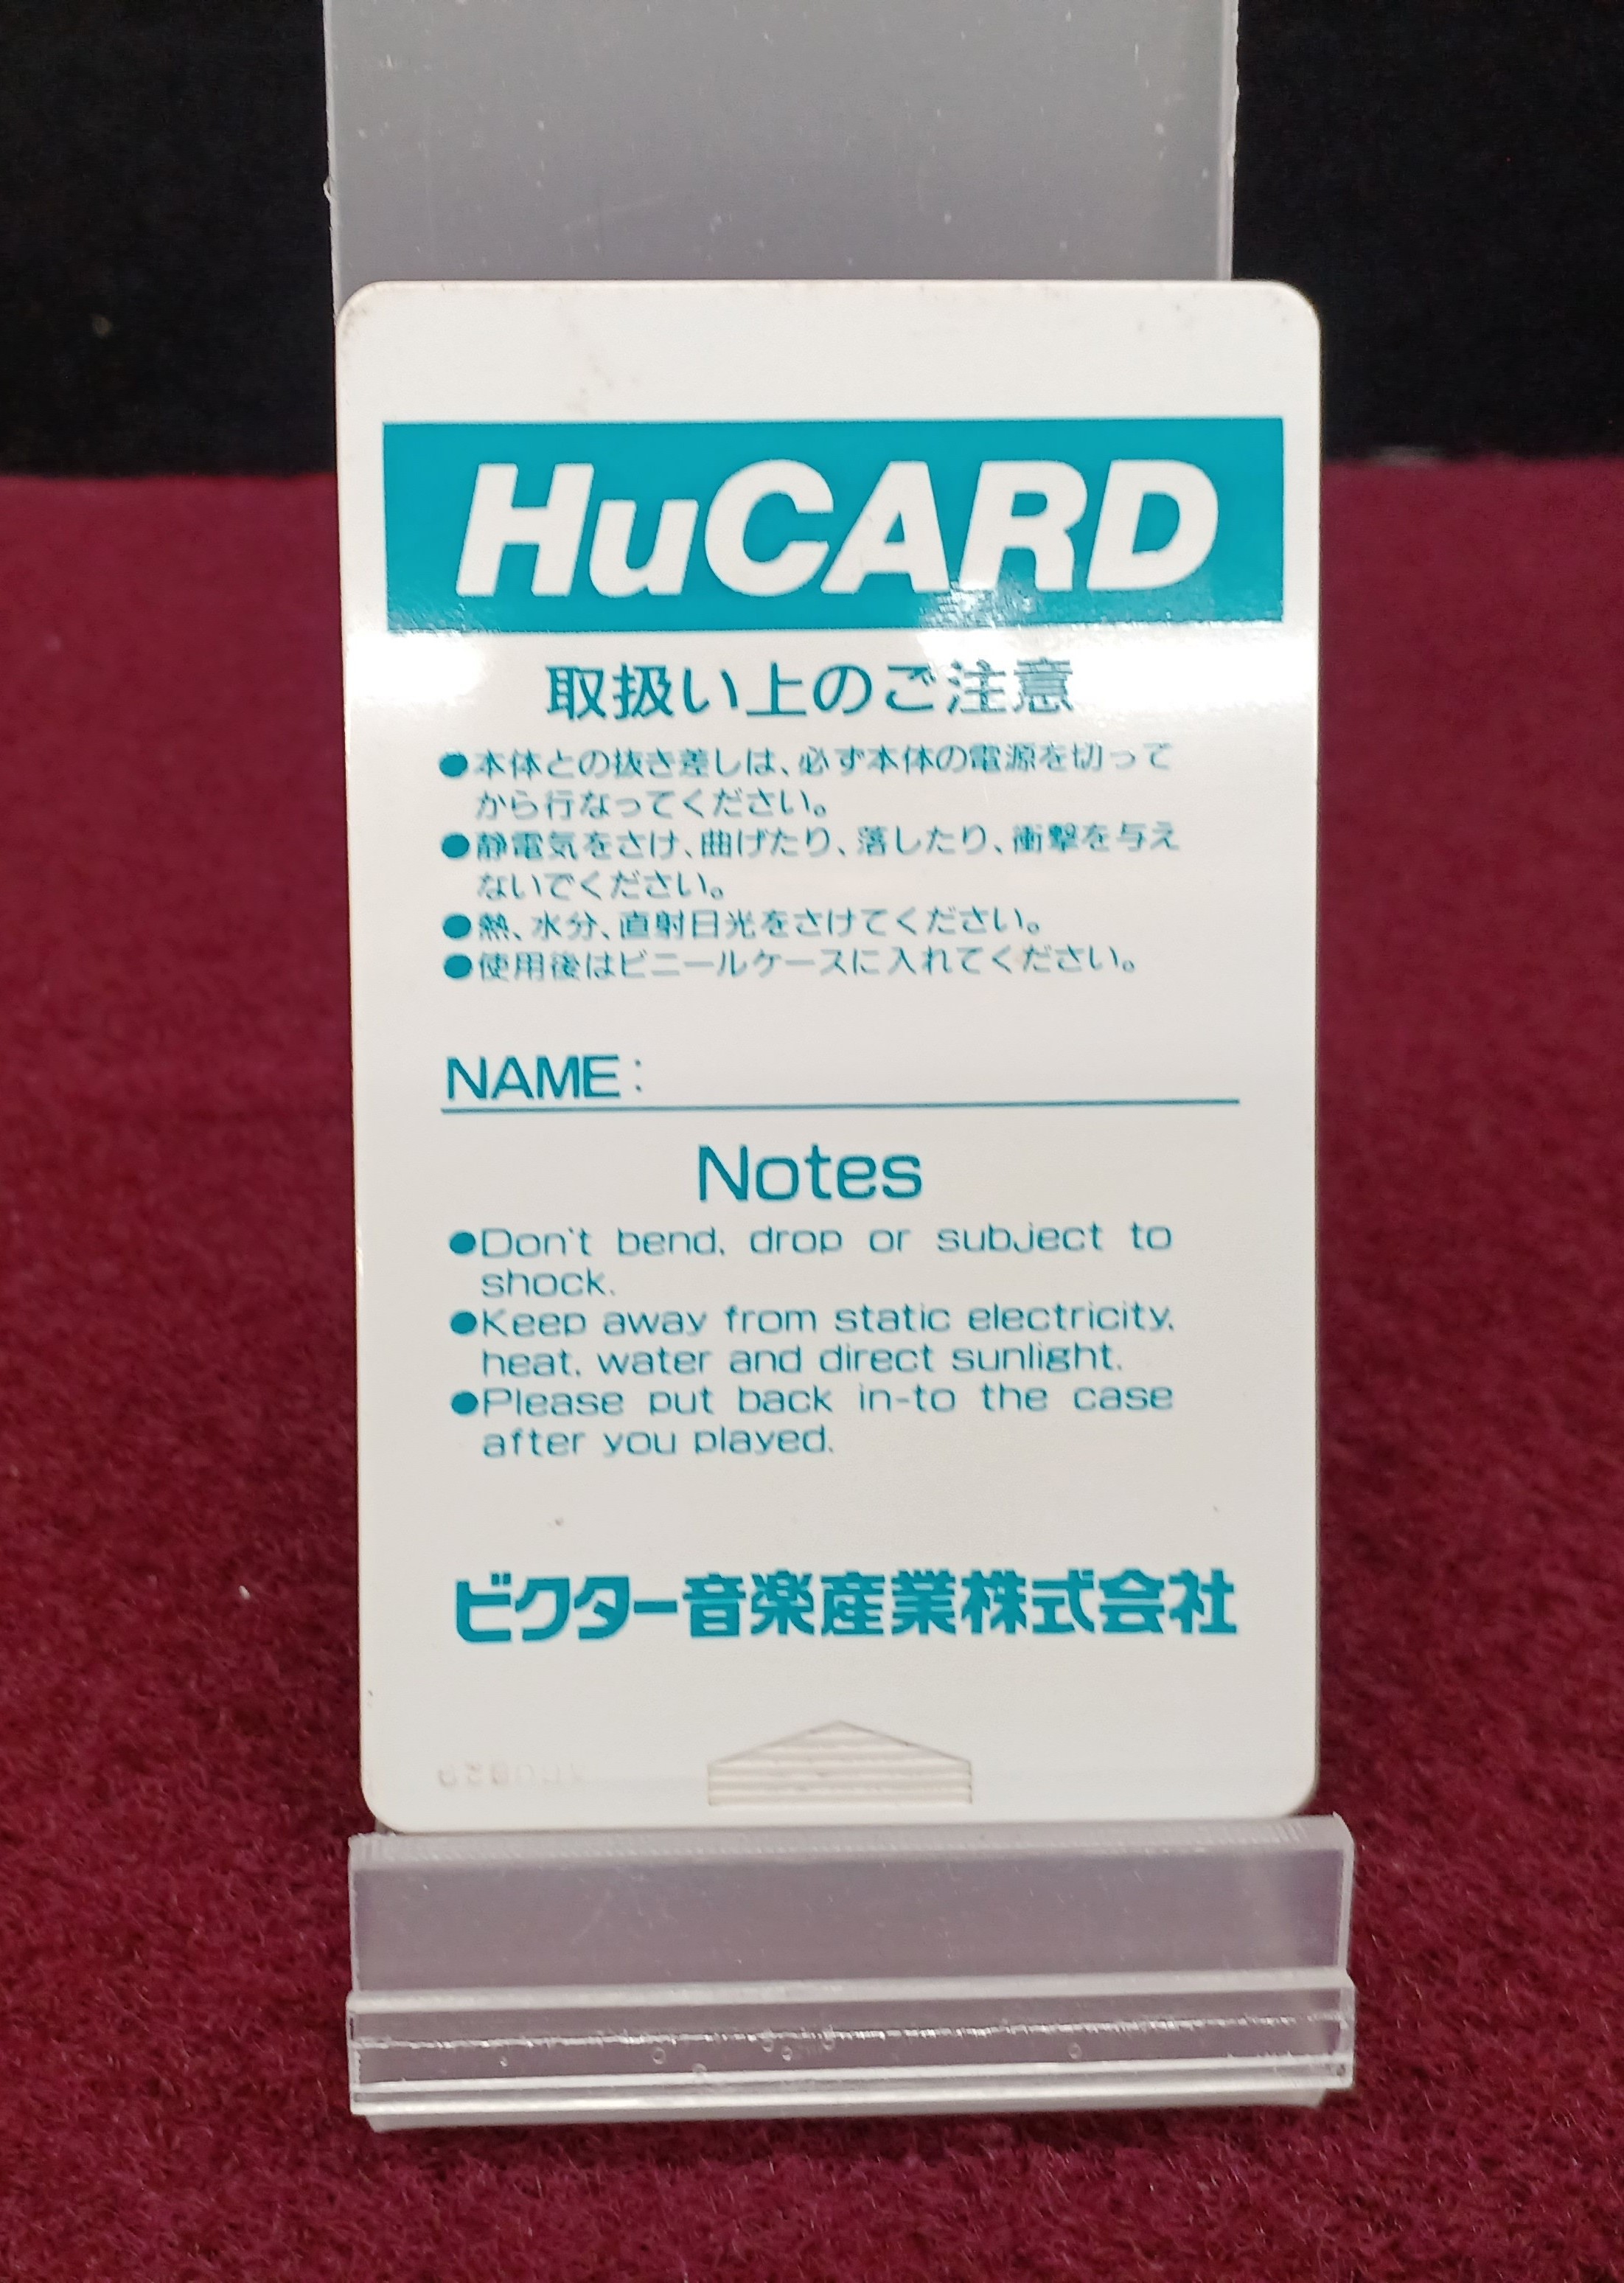 HuCARD
取扱い上のご注意
●本体との抜き差しは、必ず本体の電源を切って
から行なってください。
●静電気をさけ、曲げたり、落したり、衝撃を与え
ないでください。
●熱、水分、直射日光をさけてください。
●使用後はビニールケースに入れてください。
NAME:
Notes
●Don't bend, drop or subject to
shock.
●Keep away from static electricity,
heat, water and direct sunlight.
●Please put back in-to the case
after you played.
ビクター音楽産業株式会社